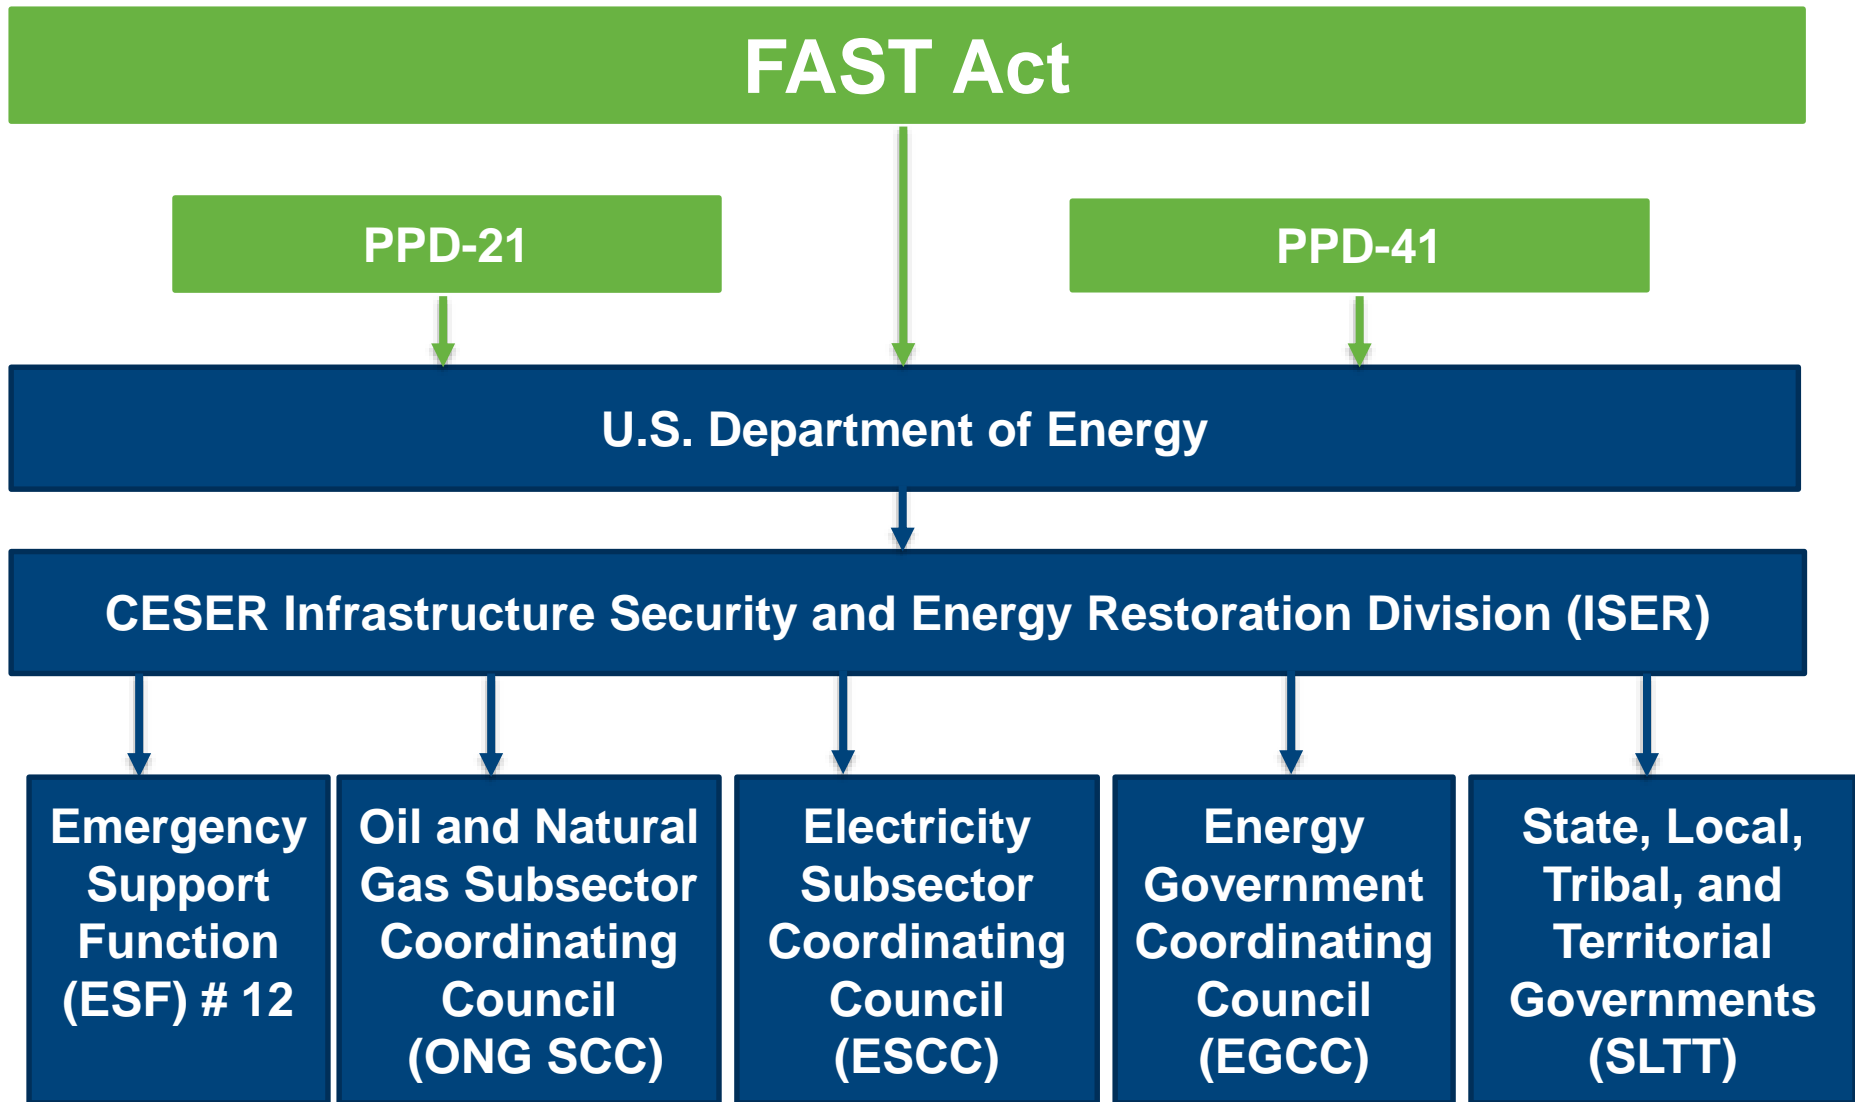 FAST Act
PPD-21
PPD-41
U.S. Department of Energy
CESER Infrastructure Security and Energy Restoration Division (ISER)
Emergency
Support
Function
(ESF) # 12
Oil and Natural
Gas Subsector
Coordinating
Council
(ONG SCC)
Electricity
Subsector
Coordinating
Council
(ESCC)
Energy
Government
Coordinating
Council
(EGCC)
State, Local,
Tribal, and
Territorial
Governments
(SLTT)